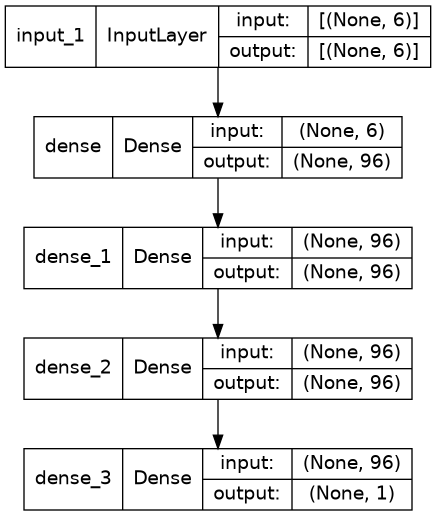 input_1 InputLayer input: [(None, 6)]
output: [(None, 6)]
dense Dense input: (None, 6)
output: (None, 96)
dense_1 Dense input: (None, 96)
output: (None, 96)
dense_2 Dense input: (None, 96)
output: (None, 96)
dense_3 Dense input: (None, 96)
output: (None, 1)